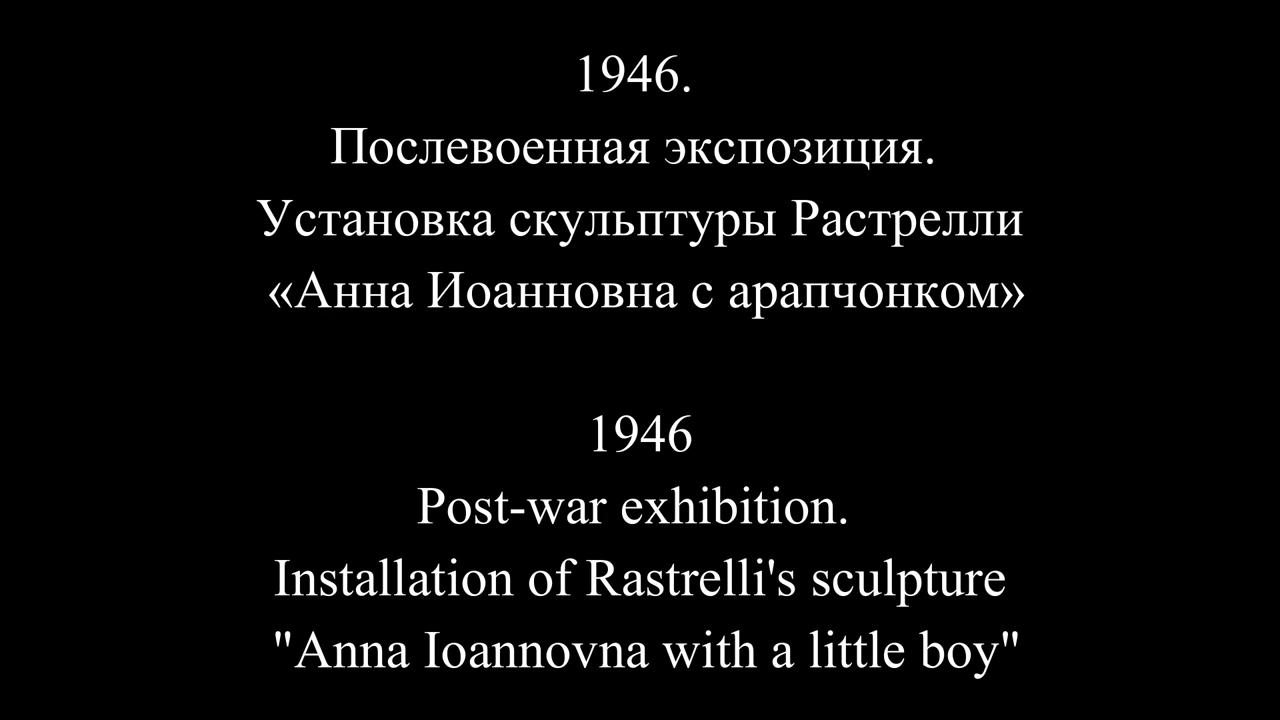 1946.
Послевоенная экспозиция.
Установка скульптуры Растрелли
«Анна Иоанновна с арапчонком»
1946
Post-war exhibition.
Installation of Rastrelli's sculpture
"Anna Ioannovna with a little boy"